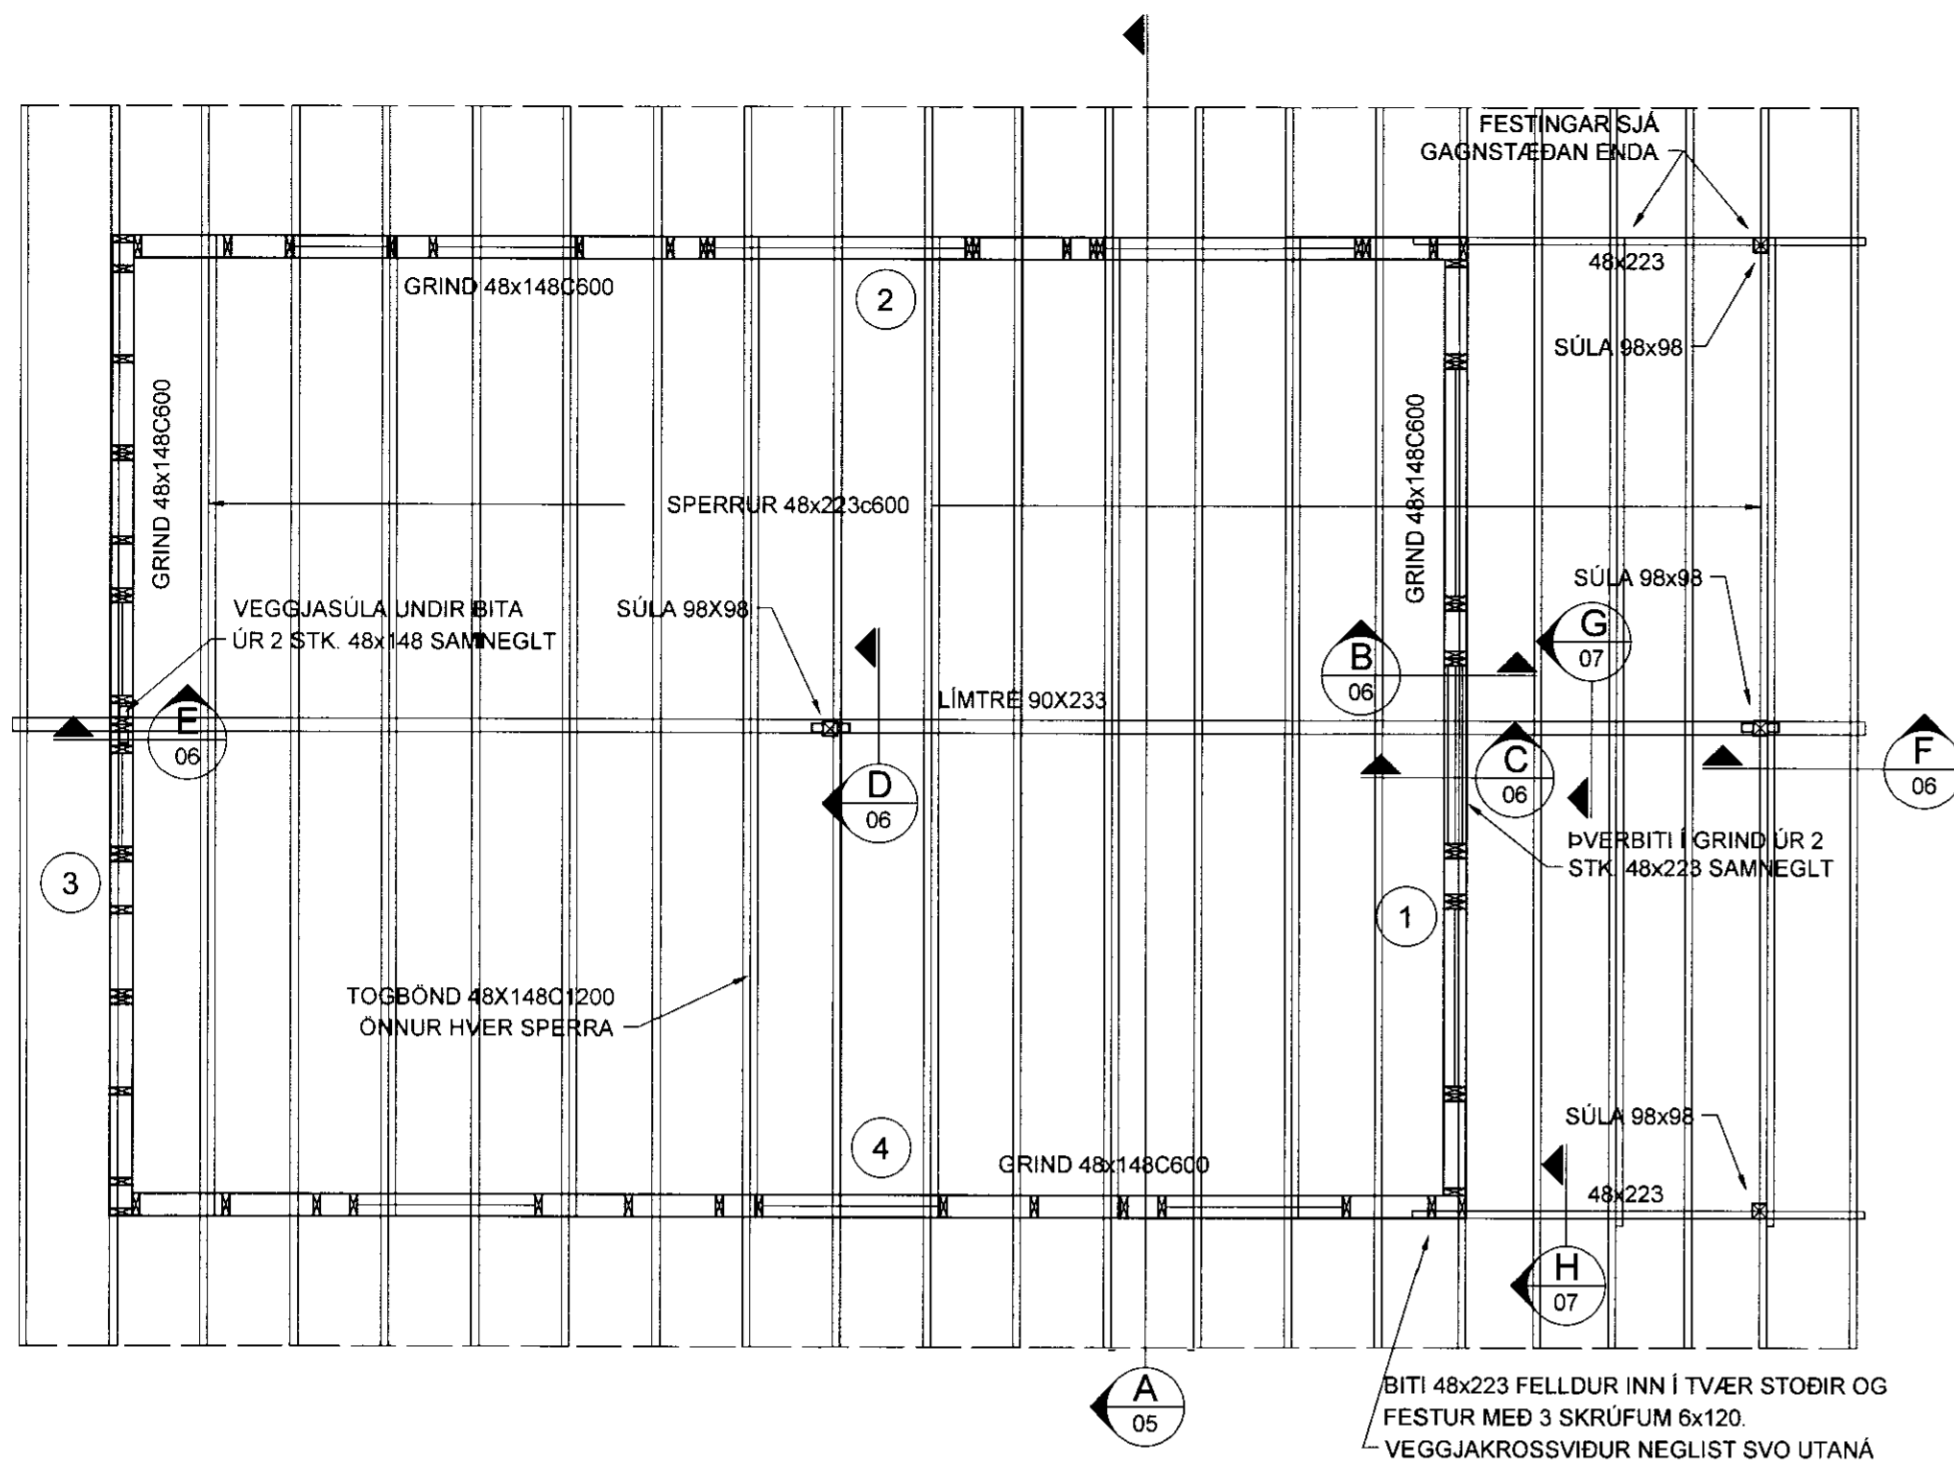 FESTINGAR SJÁ
GAGNSTÆÐAN ENDA
48x223
GRIND 48x148C600
2
SÚLA 98x98
GRIND 48x148C600
GRIND 48x148C600
SPERRUR 48x223c600
SÚLA 98x98
VEGGJASÚLA UNDIR BITA
ÚR 2 STK. 48x148 SAMNEGLT
SÚLA 98X98
G
07
B
06
LÍMTRÉ 90X233
E
06
C
06
F
06
D
06
ÞVERBITI Í GRIND ÚR 2
STK. 48x223 SAMNEGLT
3
1
TOGBÖND 48X148C1200
ÖNNUR HVER SPERRA
SÚLA 98x98
4
GRIND 48x148C600
48x223
H
07
A
05
BITI 48x223 FELLDUR INN Í TVÆR STOÐIR OG
FESTUR MEÐ 3 SKRÚFUM 6x120.
VEGGJAKROSSVIÐUR NEGLIST SVO UTANÁ